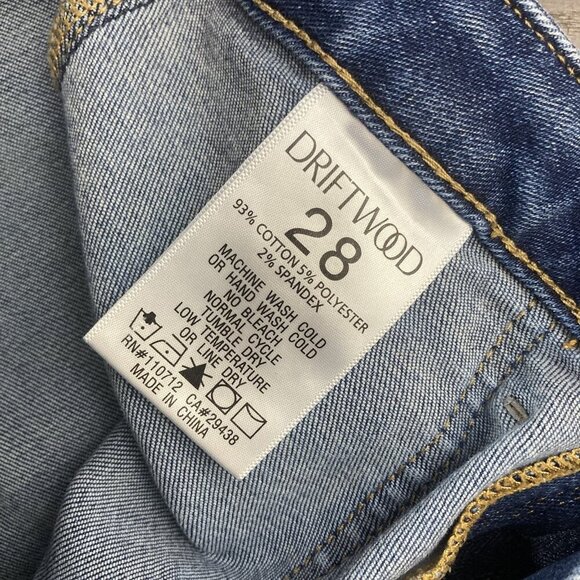 DRIFTWOOD
28
93% COTTON 5% POLYESTER
2% SPANDEX
MACHINE WASH COLD
OR HAND WASH COLD
NO BLEACH
NORMAL CYCLE
TUMBLE DRY
LOW TEMPERATURE
OR LINE DRY
RN#110712 CA#29438
MADE IN CHINA